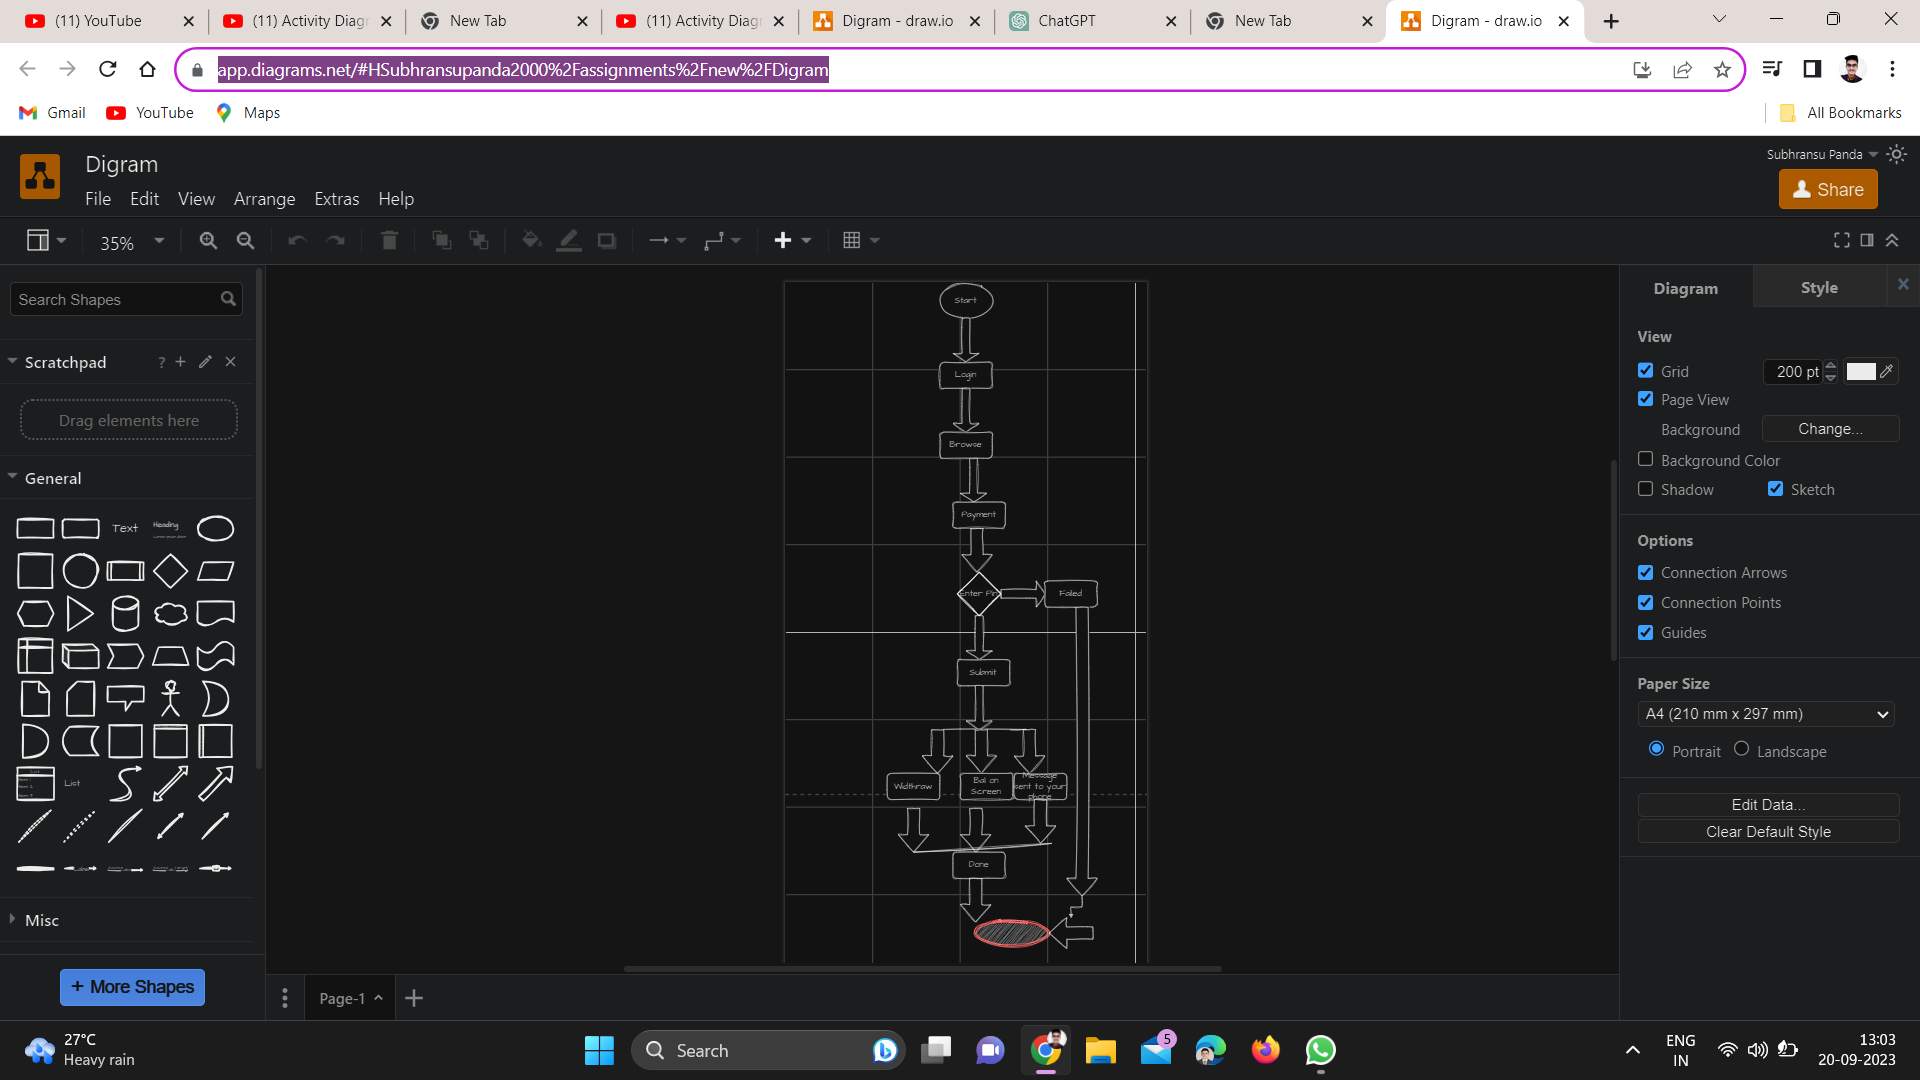 (11) YouTube
(11) Activity Diagr
New Tab
(11) Activity Diagr
Digram - draw.io
ChatGPT
New Tab
Digram - draw.io
app.diagrams.net/#HSubhransupanda2000%2Fassignments%2Fnew%2FDigram
Gmail
YouTube
Maps
All Bookmarks
Digram
Subhransu Panda
File Edit View Arrange Extras Help
Share
35%
Search Shapes
Scratchpad
?
Drag elements here
General
Text
Heading
List
List
Misc
+ More Shapes
Start
Login
Browse
Payment
Enter Pin
Failed
Submit
Widthraw
Bal on
Screen
Message
sent to your
phone
Done
Page-1
Diagram
Style
View
Grid
200 pt
Page View
Background
Change...
Background Color
Shadow
Sketch
Options
Connection Arrows
Connection Points
Guides
Paper Size
A4 (210 mm x 297 mm)
Portrait
Landscape
Edit Data...
Clear Default Style
27°C
Heavy rain
Search
5
ENG
IN
13:03
20-09-2023